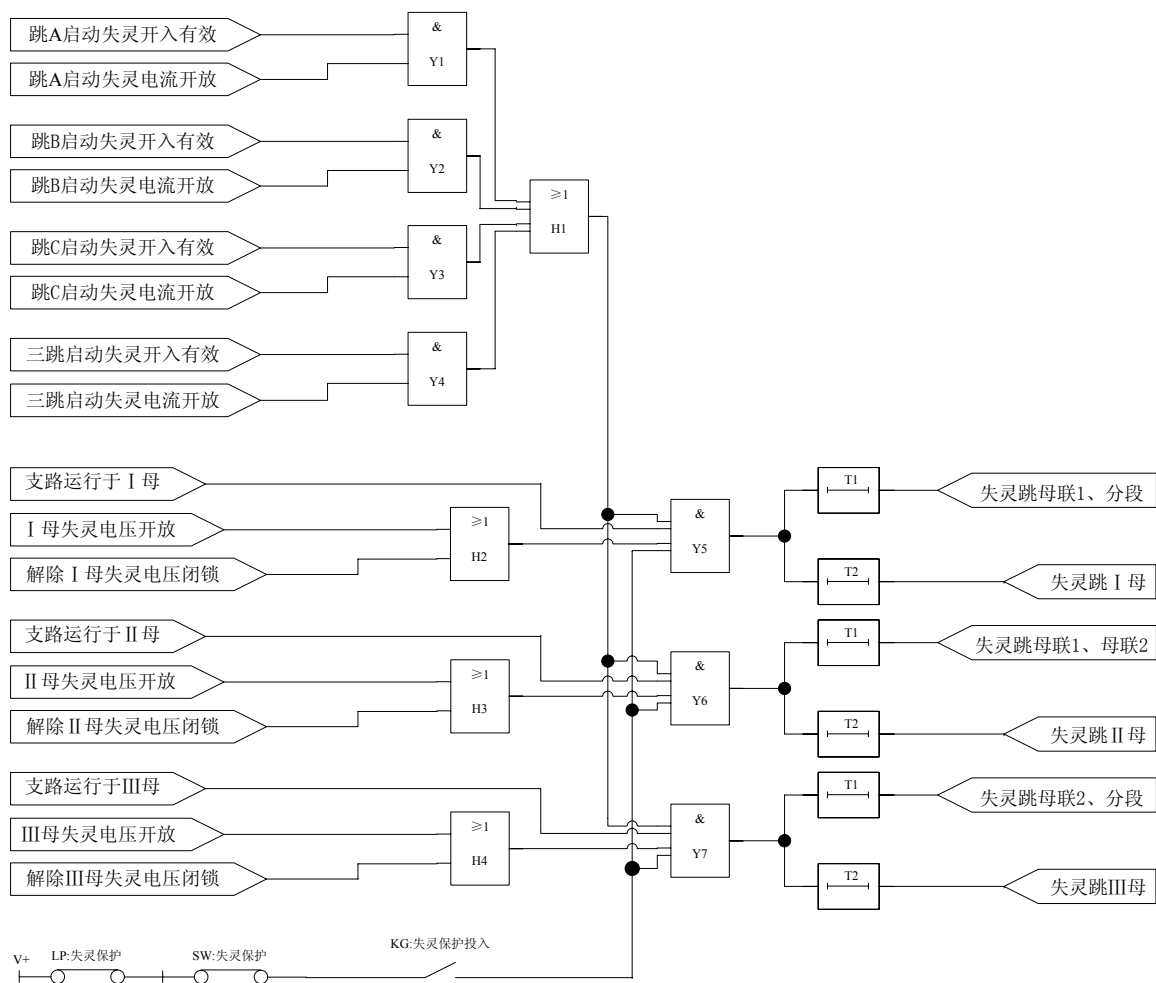 跳A启动失灵开入有效
&
Y1
跳A启动失灵电流开放
跳B启动失灵开入有效
&
Y2
跳B启动失灵电流开放
≥1
H1
跳C启动失灵开入有效
&
Y3
跳C启动失灵电流开放
三跳启动失灵开入有效
&
Y4
三跳启动失灵电流开放
支路运行于Ⅰ母
Ⅰ母失灵电压开放
≥1
H2
解除Ⅰ母失灵电压闭锁
&
Y5
T1
失灵跳母联1、分段
T2
失灵跳Ⅰ母
支路运行于Ⅱ母
Ⅱ母失灵电压开放
≥1
H3
解除Ⅱ母失灵电压闭锁
&
Y6
T1
失灵跳母联1、母联2
T2
失灵跳Ⅱ母
支路运行于Ⅲ母
Ⅲ母失灵电压开放
≥1
H4
解除Ⅲ母失灵电压闭锁
&
Y7
T1
失灵跳母联2、分段
T2
失灵跳Ⅲ母
V+
LP:失灵保护
SW:失灵保护
KG:失灵保护投入